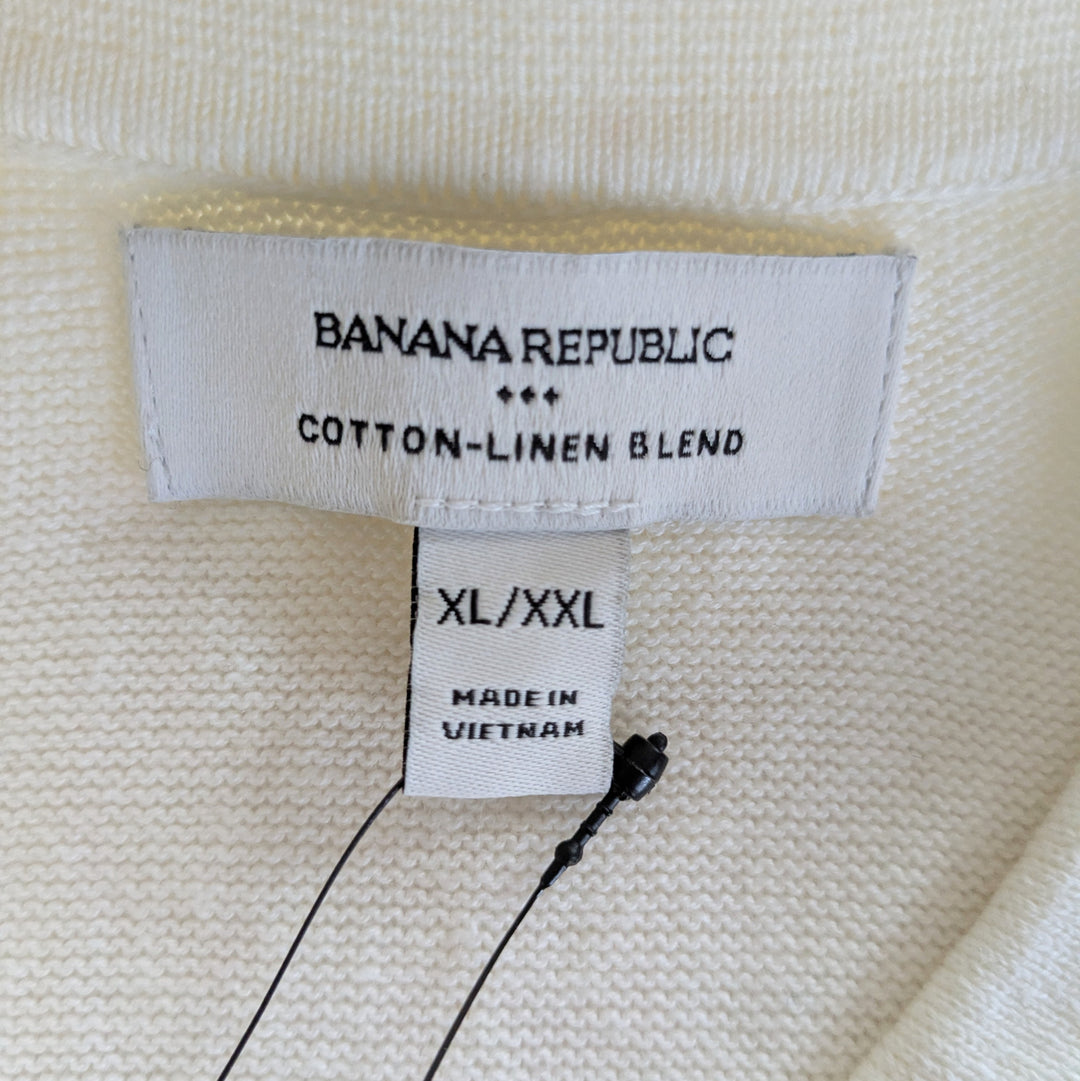 BANANA REPUBLIC
COTTON-LINEN BLEND
XL/XXL
MADE IN
VIETNAM